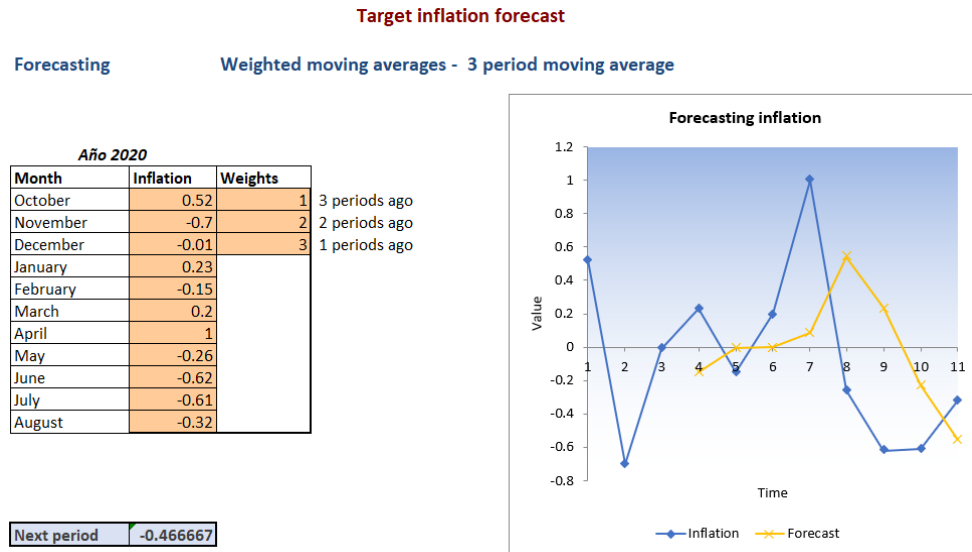 Target inflation forecast
Forecasting Weighted moving averages - 3 period moving average
Año 2020
Month Inflation Weights
October 0.52 1 3 periods ago
November -0.7 2 2 periods ago
December -0.01 3 1 periods ago
January 0.23
February -0.15
March 0.2
April 1
May -0.26
June -0.62
July -0.61
August -0.32
Next period -0.466667
Forecasting inflation
1.2
1
0.8
0.6
0.4
0.2
0
-0.2
-0.4
-0.6
-0.8
Value
1 2 3 4 5 6 7 8 9 10 11
Time
Inflation Forecast